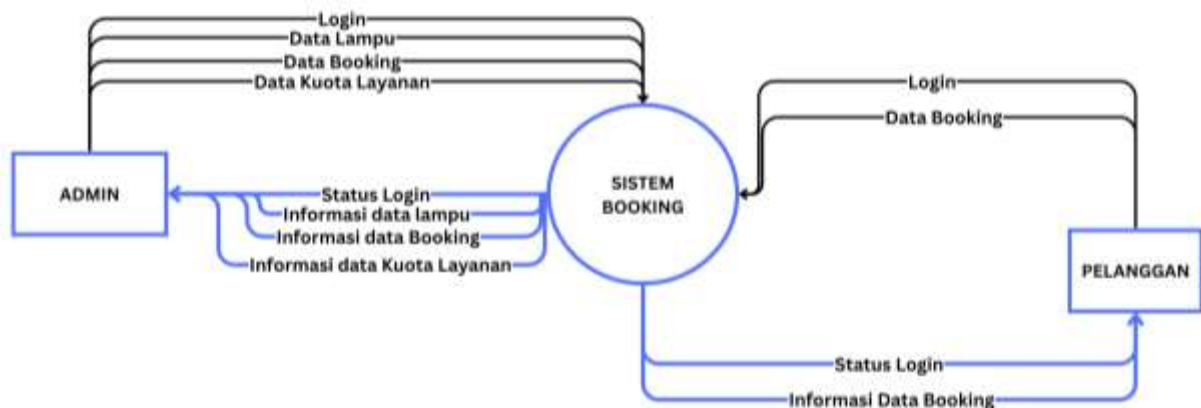 Login
Data Lampu
Data Booking
Data Kuota Layanan
Login
Data Booking
ADMIN
Status Login
Informasi data lampu
Informasi data Booking
Informasi data Kuota Layanan
SISTEM
BOOKING
PELANGGAN
Status Login
Informasi Data Booking